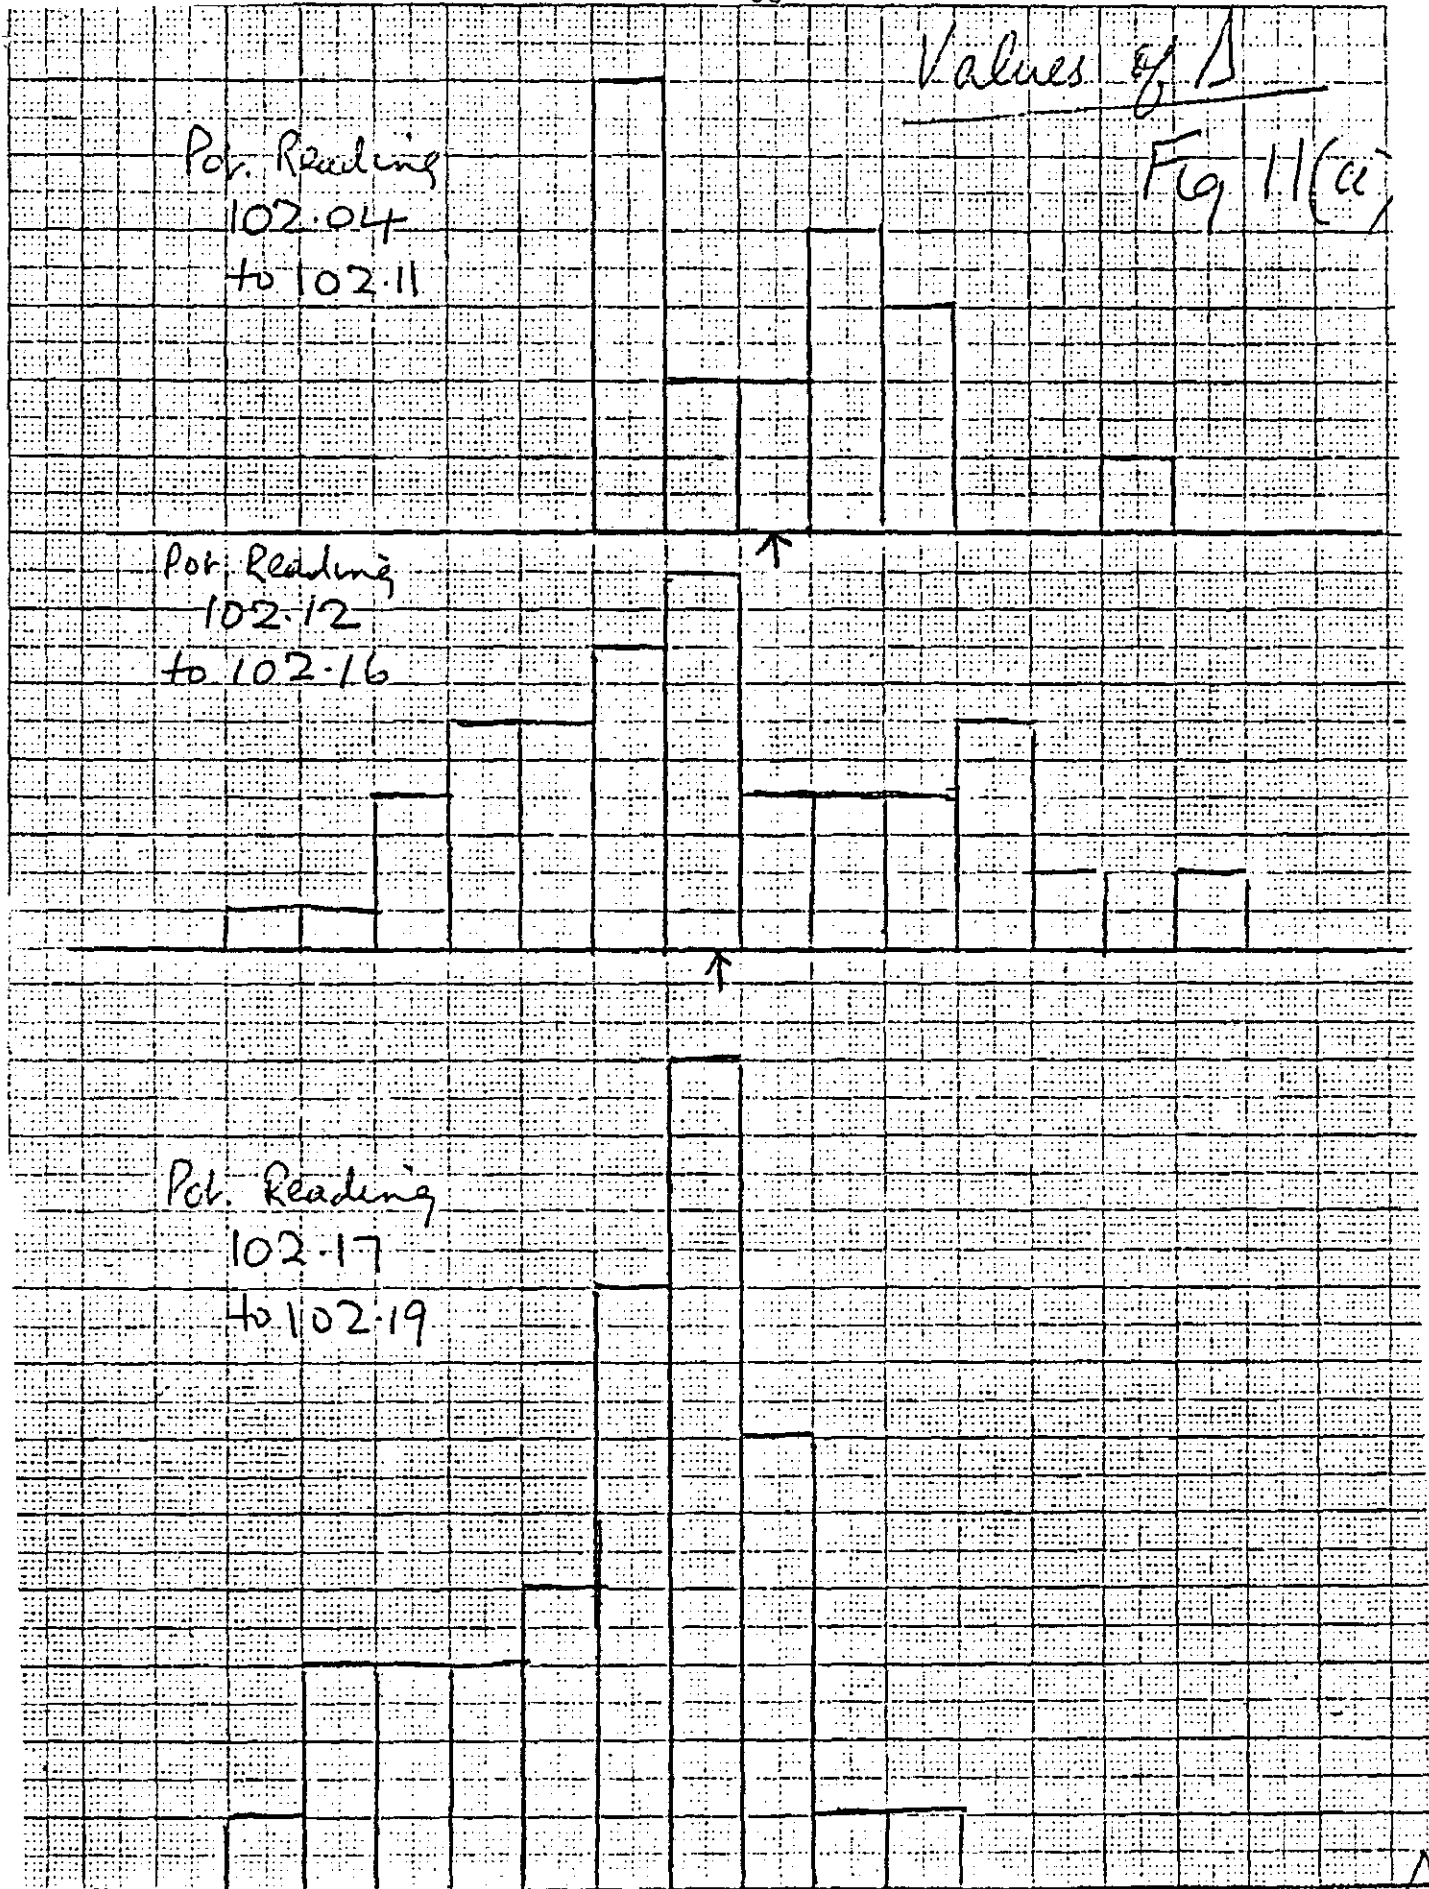 Values of Δ
Fig 11(a)
Pot. Reading
102.04
to 102.11
Pot. Reading
102.12
to 102.16
Pot. Reading
102.17
to 102.19